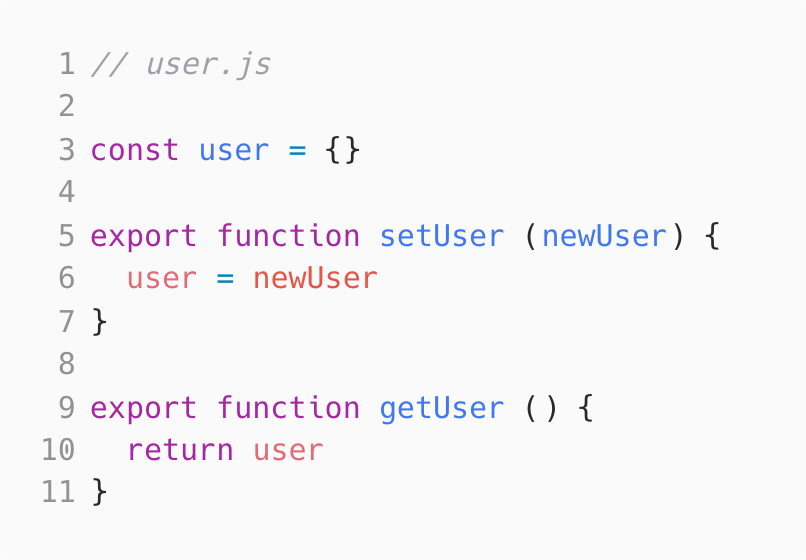 1 // user.js
2
3 const user = {}
4
5 export function setUser (newUser) {
6   user = newUser
7 }
8
9 export function getUser () {
10   return user
11 }